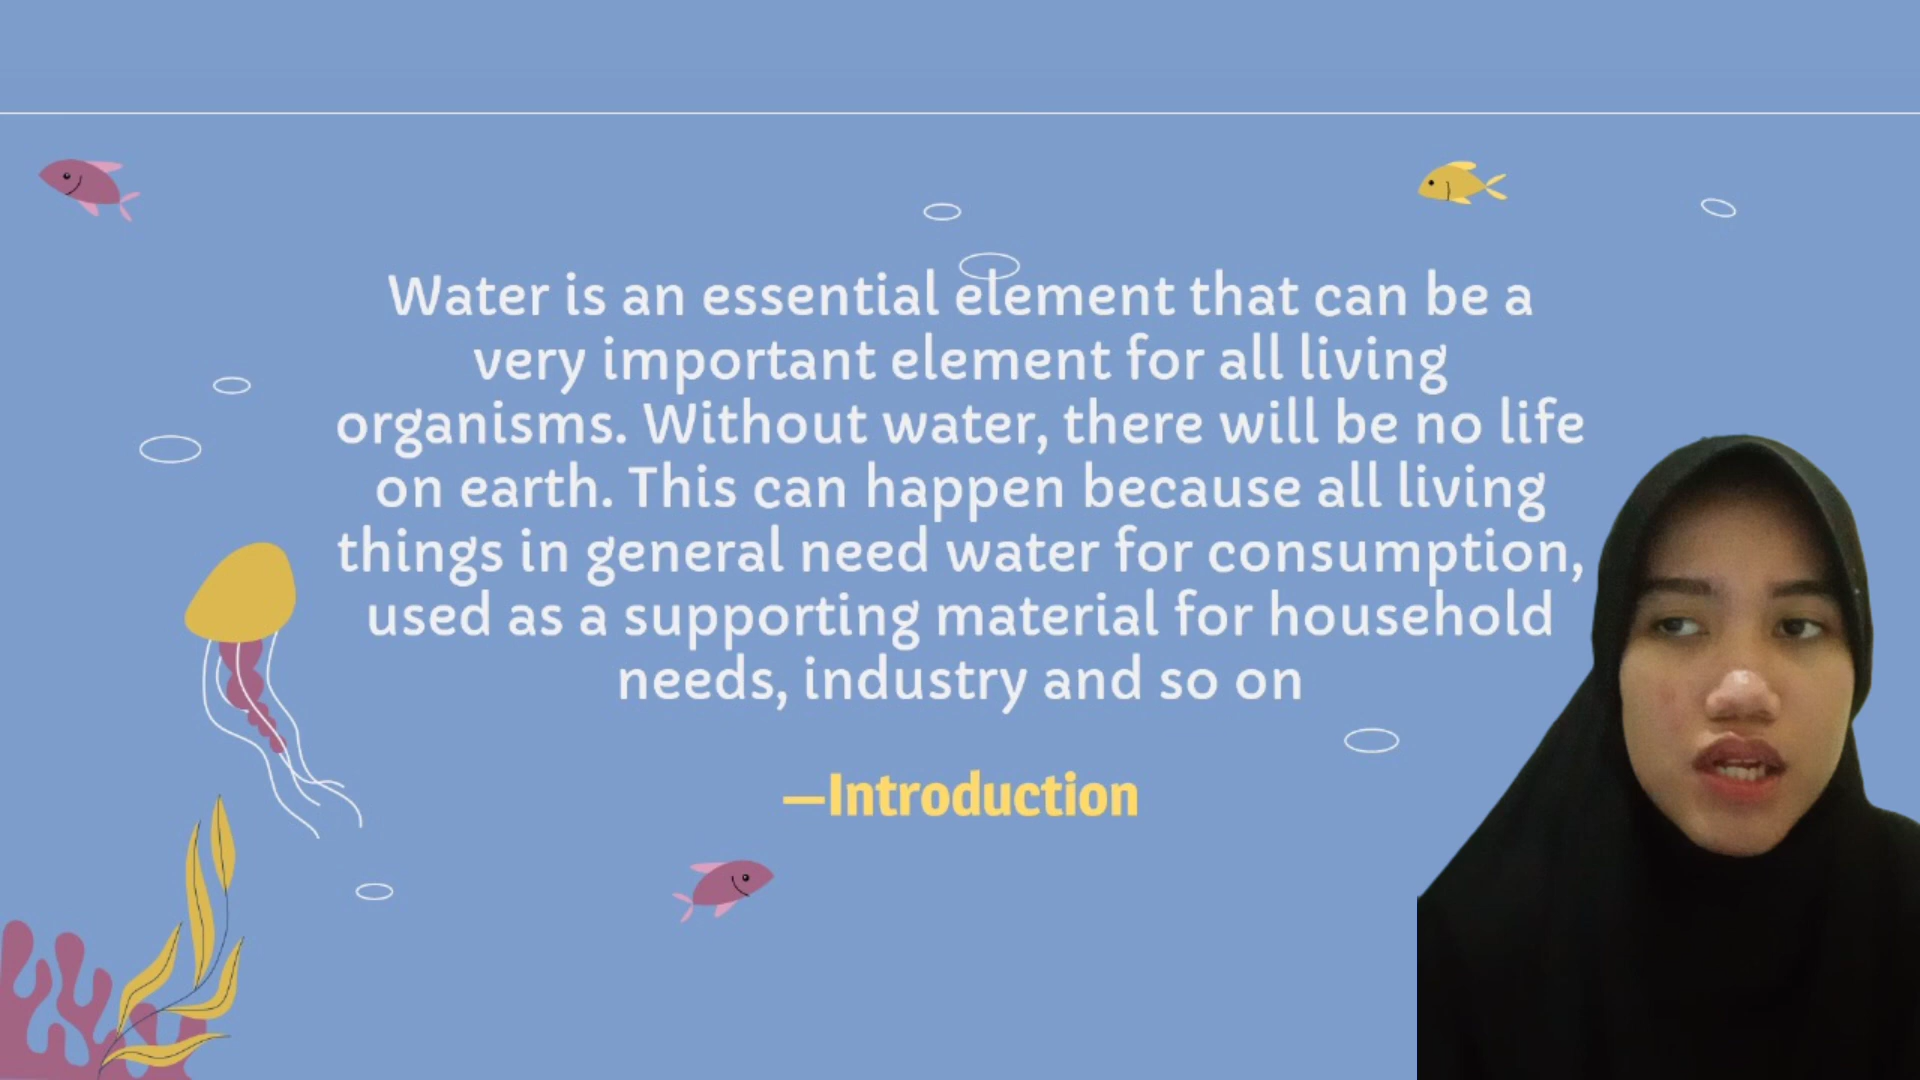 Water is an essential element that can be a
very important element for all living
organisms. Without water, there will be no life
on earth. This can happen because all living
things in general need water for consumption,
used as a supporting material for household
needs, industry and so on
—Introduction